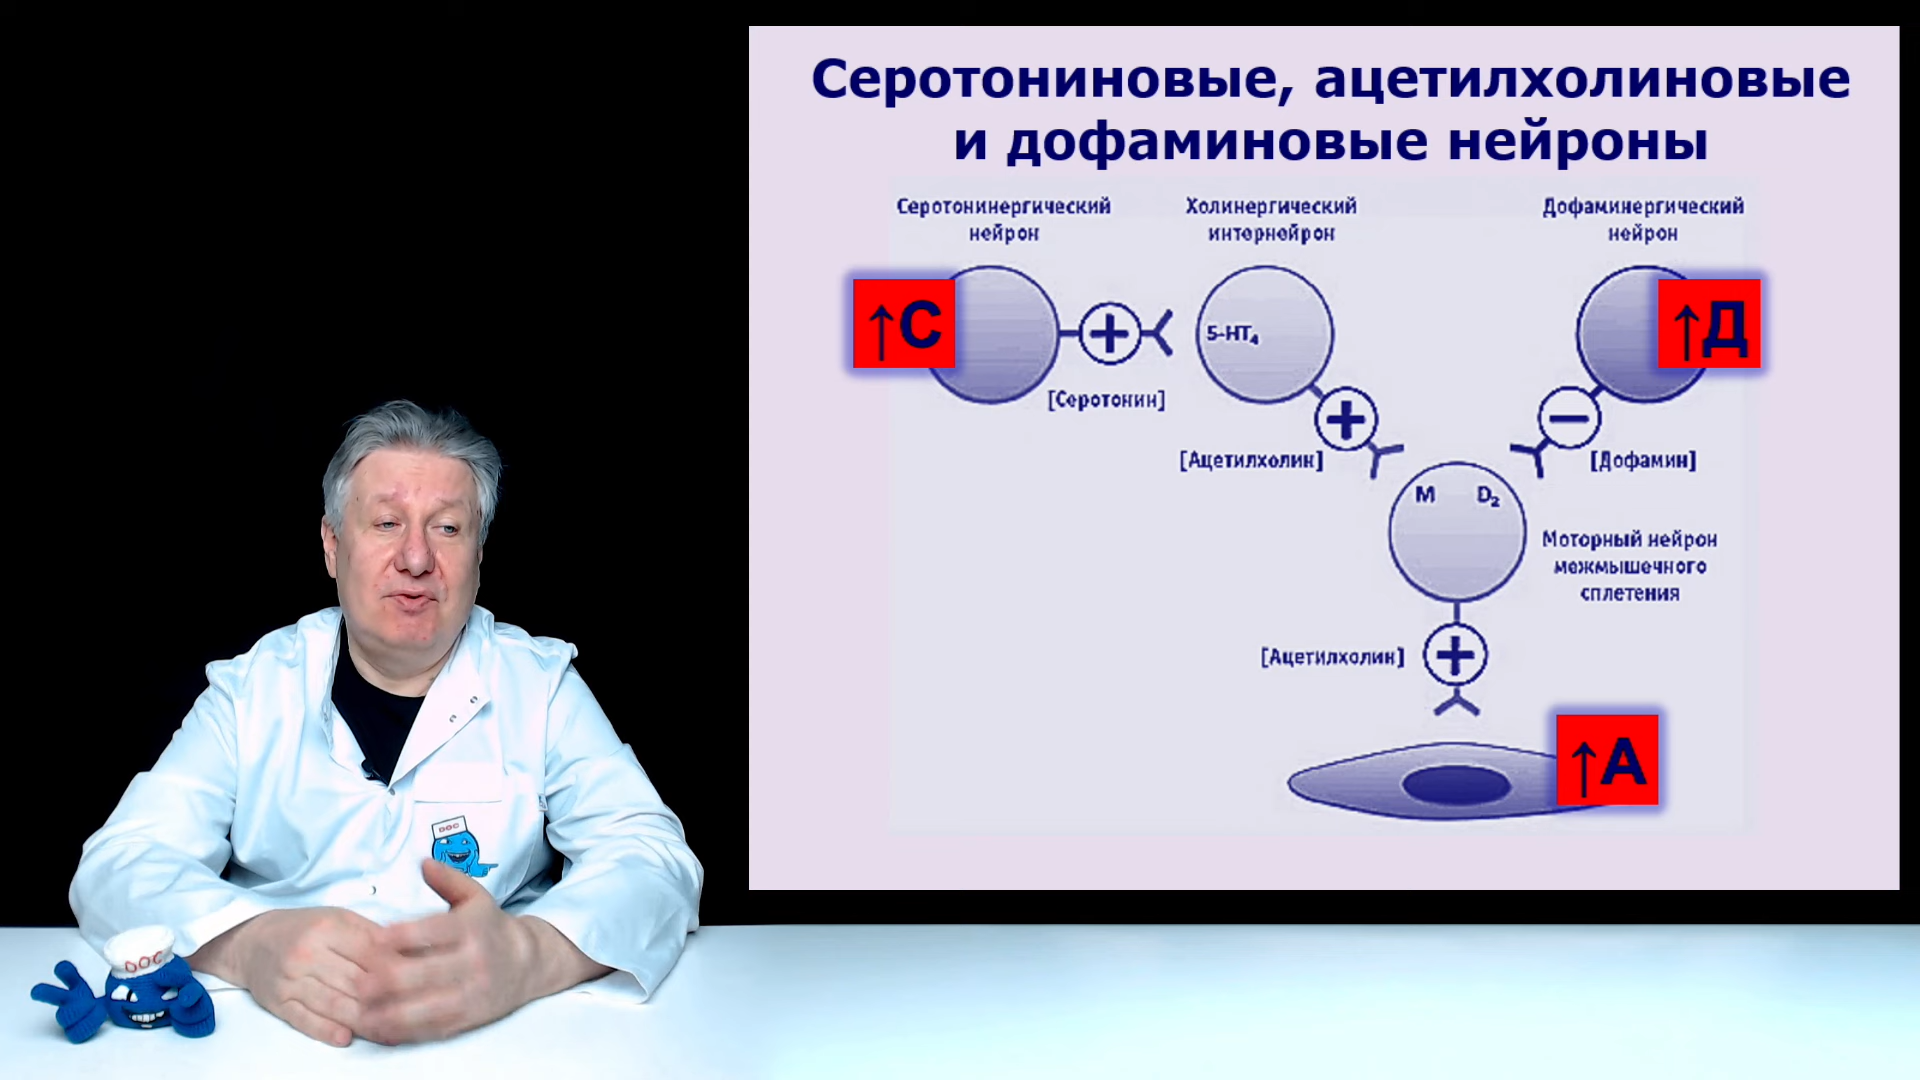 Серотониновые, ацетилхолиновые
и дофаминовые нейроны
Серотонинергический
нейрон
Холинергический
интернейрон
Дофаминергический
нейрон
↑С
5-HT₄
↑Д
[Серотонин]
[Ацетилхолин]
[Дофамин]
M D₂
Моторный нейрон
межмышечного
сплетения
[Ацетилхолин]
↑А
DOC
DOC